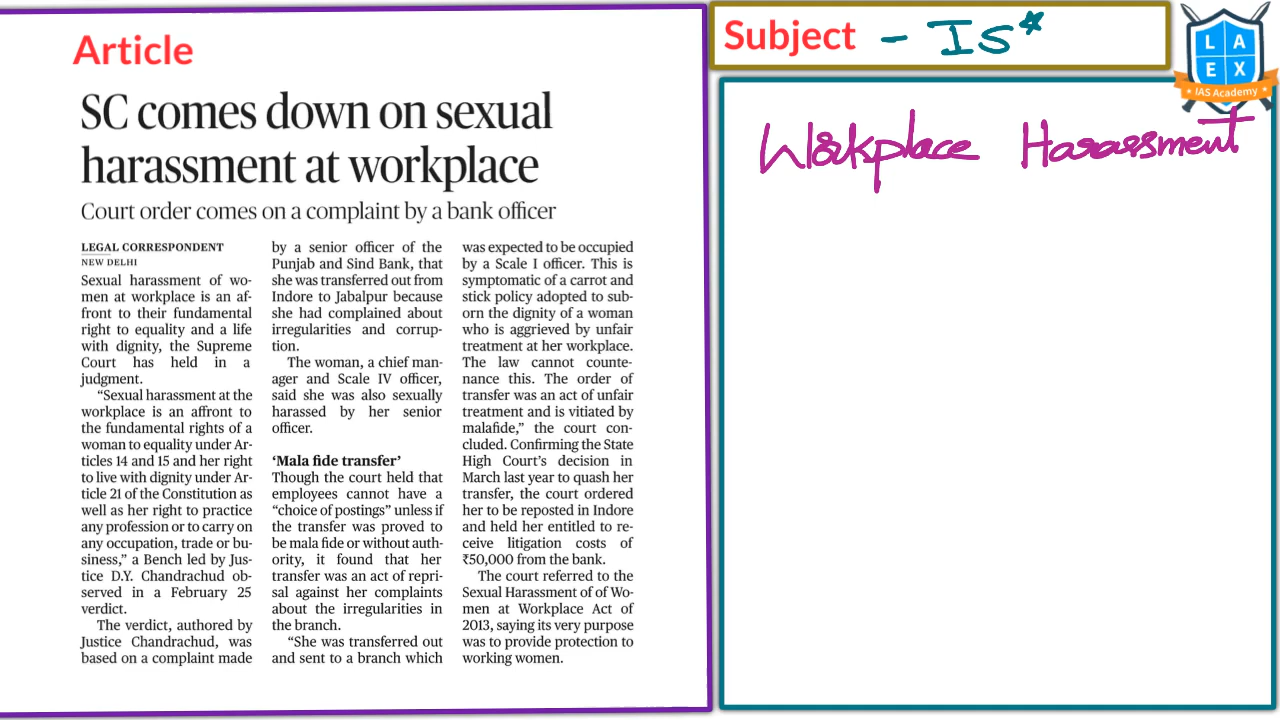 Article
SC comes down on sexual
harassment at workplace
Court order comes on a complaint by a bank officer
LEGAL CORRESPONDENT
NEW DELHI
Sexual harassment of wo-
men at workplace is an af-
front to their fundamental
right to equality and a life
with dignity, the Supreme
Court has held in a
judgment.
“Sexual harassment at the
workplace is an affront to
the fundamental rights of a
woman to equality under Ar-
ticles 14 and 15 and her right
to live with dignity under Ar-
ticle 21 of the Constitution as
well as her right to practice
any profession or to carry on
any occupation, trade or bu-
siness,” a Bench led by Jus-
tice D.Y. Chandrachud ob-
served in a February 25
verdict.
The verdict, authored by
Justice Chandrachud, was
based on a complaint made
by a senior officer of the
Punjab and Sind Bank, that
she was transferred out from
Indore to Jabalpur because
she had complained about
irregularities and corrup-
tion.
The woman, a chief man-
ager and Scale IV officer,
said she was also sexually
harassed by her senior
officer.
‘Mala fide transfer’
Though the court held that
employees cannot have a
“choice of postings” unless if
the transfer was proved to
be mala fide or without auth-
ority, it found that her
transfer was an act of repri-
sal against her complaints
about the irregularities in
the branch.
“She was transferred out
and sent to a branch which
was expected to be occupied
by a Scale I officer. This is
symptomatic of a carrot and
stick policy adopted to sub-
orn the dignity of a woman
who is aggrieved by unfair
treatment at her workplace.
The law cannot counte-
nance this. The order of
transfer was an act of unfair
treatment and is vitiated by
malafide,” the court con-
cluded. Confirming the State
High Court’s decision in
March last year to quash her
transfer, the court ordered
her to be reposted in Indore
and held her entitled to re-
ceive litigation costs of
₹50,000 from the bank.
The court referred to the
Sexual Harassment of of Wo-
men at Workplace Act of
2013, saying its very purpose
was to provide protection to
working women.
Subject - IS*
LAEX
IAS Academy
Workplace Harassment